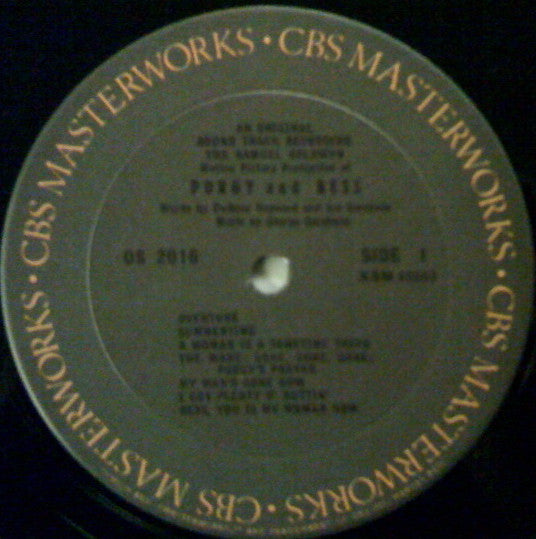 CBS MASTERWORKS · CBS MASTERWORKS · CBS MASTERWORKS · CBS MASTERWORKS ·
AN ORIGINAL
SOUND TRACK RECORDING
THE SAMUEL GOLDWYN
Motion Picture Production of
PORGY and BESS
Words by DuBose Heyward and Ira Gershwin
Music by George Gershwin
OS 2016
SIDE 1
OVERTURE
SUMMERTIME
A WOMAN IS A SOMETIME THING
THE WAKE: GONE, GONE, GONE;
PORGY'S PRAYER
MY MAN'S GONE NOW
I GOT PLENTY O' NUTTIN'
BESS, YOU IS MY WOMAN NOW